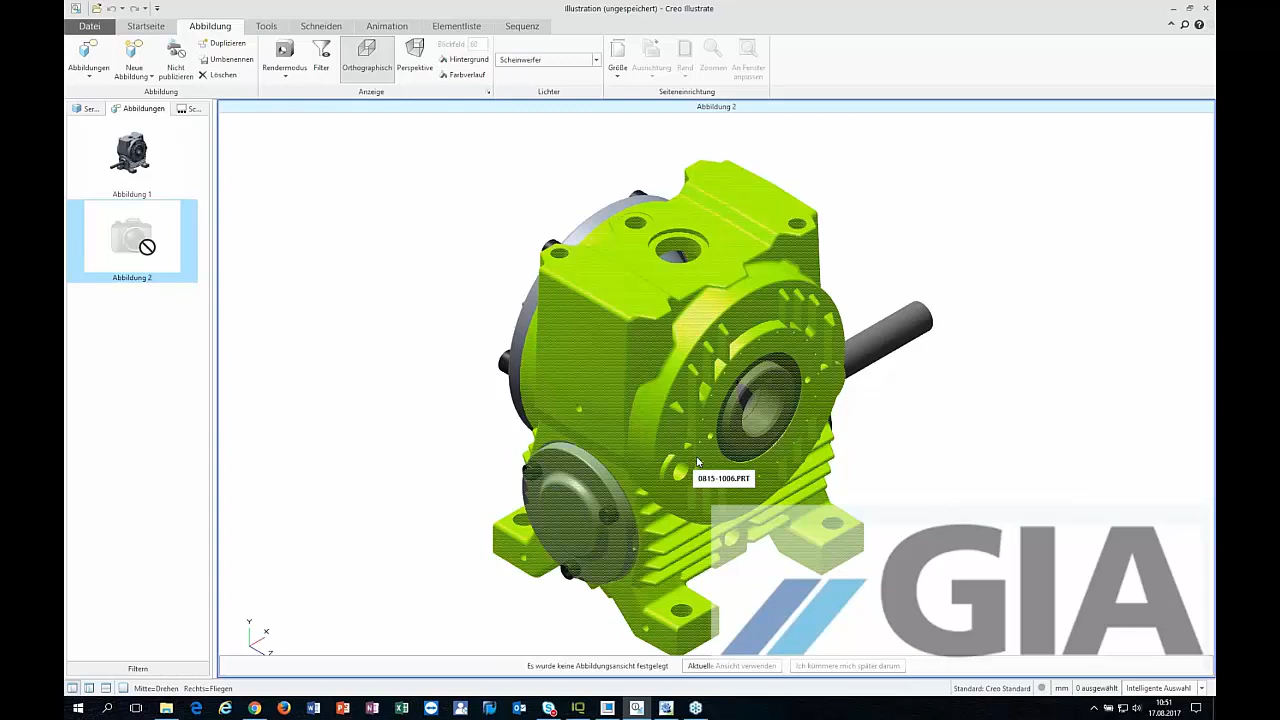 Illustration (ungespeichert) - Creo Illustrate
Datei Startseite Abbildung Tools Schneiden Animation Elementliste Sequenz
Abbildungen
Neue Abbildung
Nicht publizieren
Duplizieren
Umbenennen
Löschen
Abbildung
Rendermodus
Filter
Orthographisch
Perspektive
Blickfeld 60
Hintergrund
Farbverlauf
Anzeige
Scheinwerfer
Lichter
Größe
Ausrichtung
Rand
Zoomen
An Fenster anpassen
Seiteneinrichtung
Ser... Abbildungen Sc...
Abbildung 2
Abbildung 1
Abbildung 2
0815-1006.PRT
GIA
Y
X
Z
Es wurde keine Abbildungsansicht festgelegt Aktuelle Ansicht verwenden Ich kümmere mich später darum
Filtern
Mitte=Drehen Rechts=Fliegen
Standard: Creo Standard mm 0 ausgewählt Intelligente Auswahl
10:51
17.08.2017